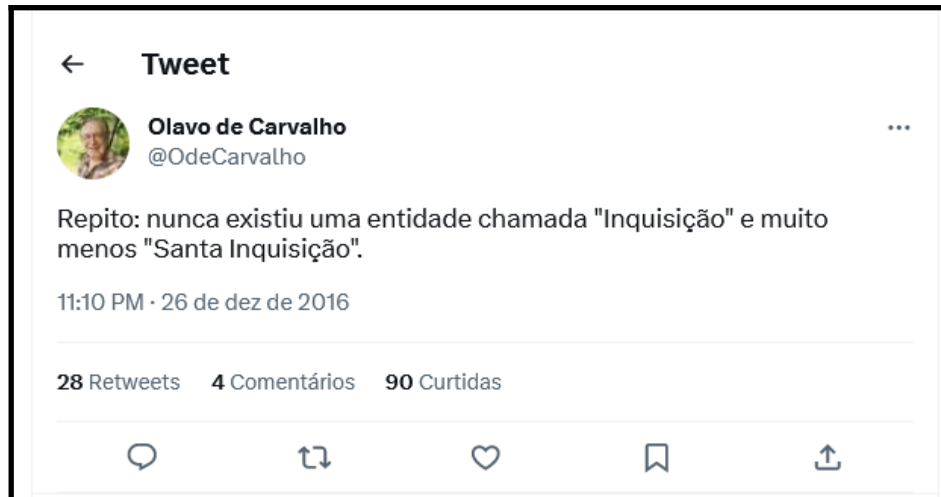 Tweet
Olavo de Carvalho
@OdeCarvalho
Repito: nunca existiu uma entidade chamada "Inquisição" e muito
menos "Santa Inquisição".
11:10 PM · 26 de dez de 2016
28 Retweets 4 Comentários 90 Curtidas